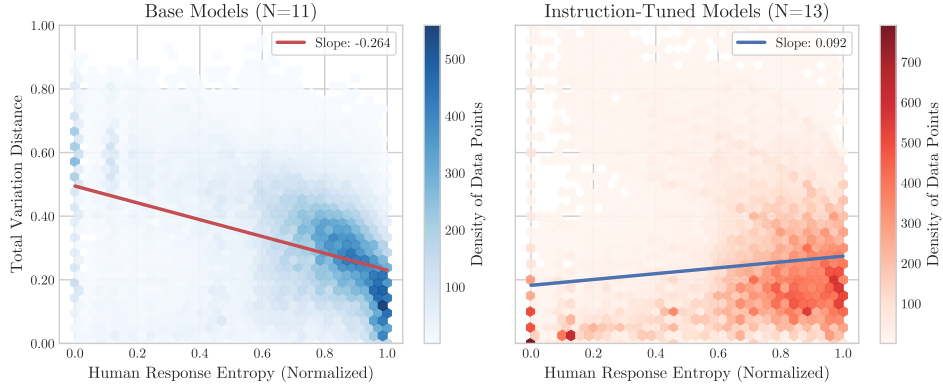 Base Models (N=11)
Instruction-Tuned Models (N=13)
Slope: -0.264
Slope: 0.092
Total Variation Distance
1.00
0.80
0.60
0.40
0.20
0.00
0.0 0.2 0.4 0.6 0.8 1.0
Human Response Entropy (Normalized)
500
400
300
200
100
Density of Data Points
0.0 0.2 0.4 0.6 0.8 1.0
Human Response Entropy (Normalized)
700
600
500
400
300
200
100
Density of Data Points